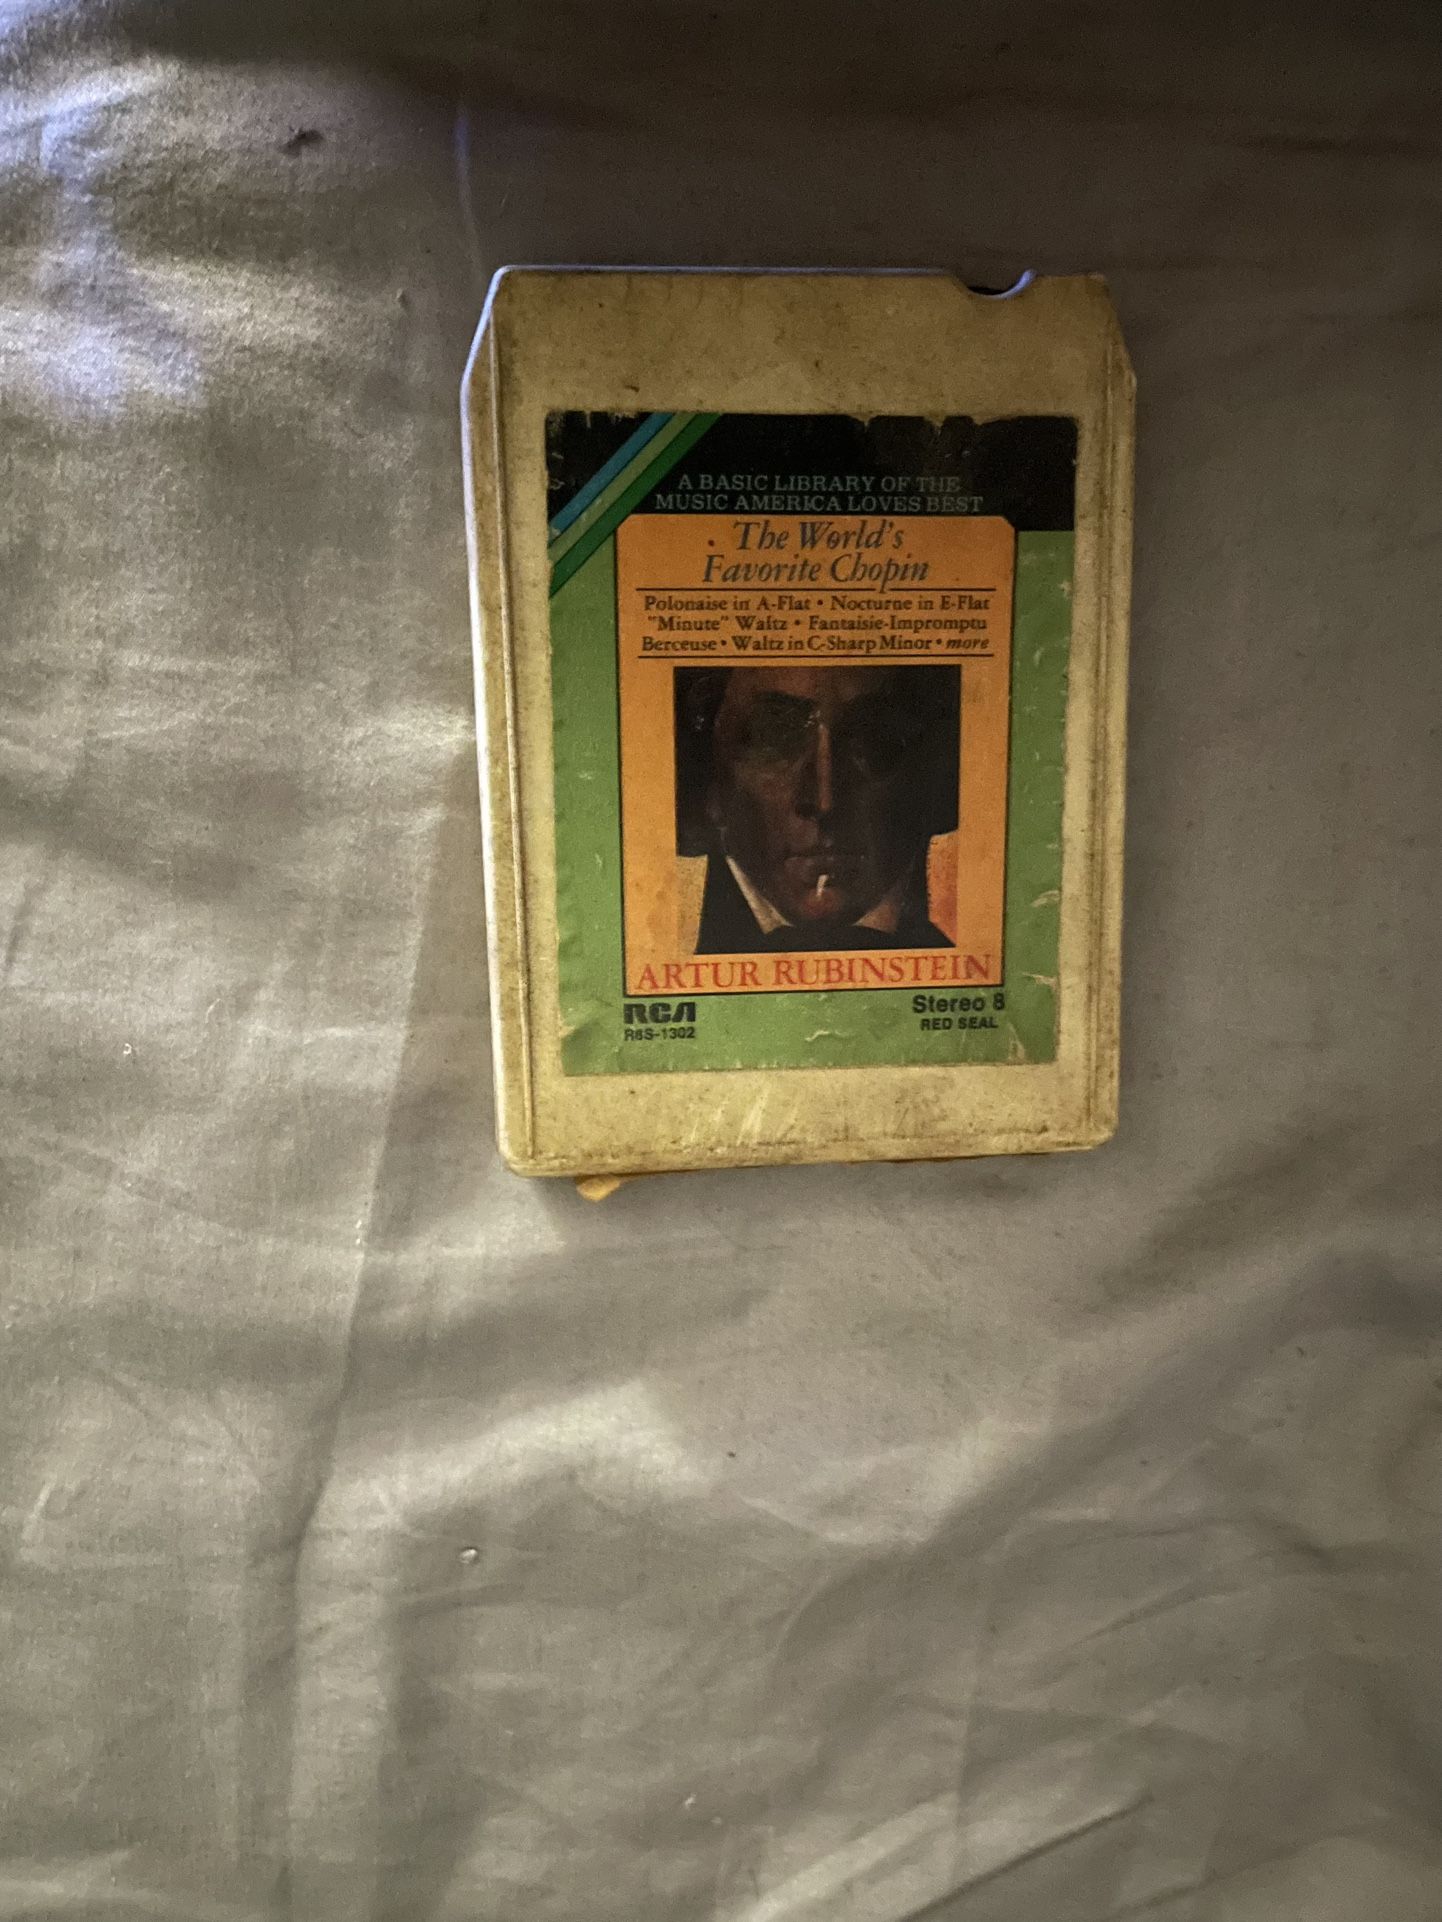 A BASIC LIBRARY OF THE
MUSIC AMERICA LOVES BEST
The World's
Favorite Chopin
Polonaise in A-Flat • Nocturne in E-Flat
"Minute" Waltz • Fantaisie-Impromptu
Berceuse • Waltz in C-Sharp Minor • more
ARTUR RUBINSTEIN
RCA
R8S-1302
Stereo 8
RED SEAL